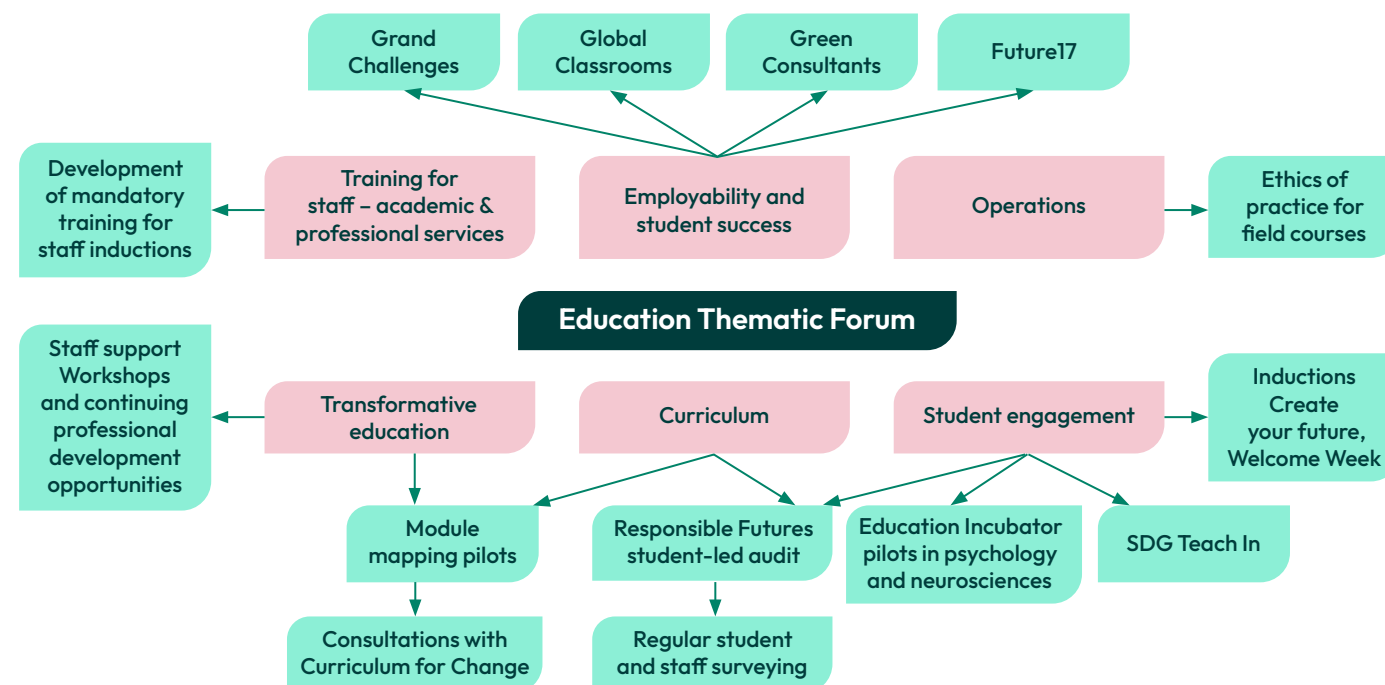 Grand
Challenges
Global
Classrooms
Green
Consultants
Future17
Development
of mandatory
training for
staff inductions
Training for
staff – academic &
professional services
Employability and
student success
Operations
Ethics of
practice for
field courses
Education Thematic Forum
Staff support
Workshops
and continuing
professional
development
opportunities
Transformative
education
Curriculum
Student engagement
Inductions
Create
your future,
Welcome Week
Module
mapping pilots
Responsible Futures
student-led audit
Education Incubator
pilots in psychology
and neurosciences
SDG Teach In
Consultations with
Curriculum for Change
Regular student
and staff surveying